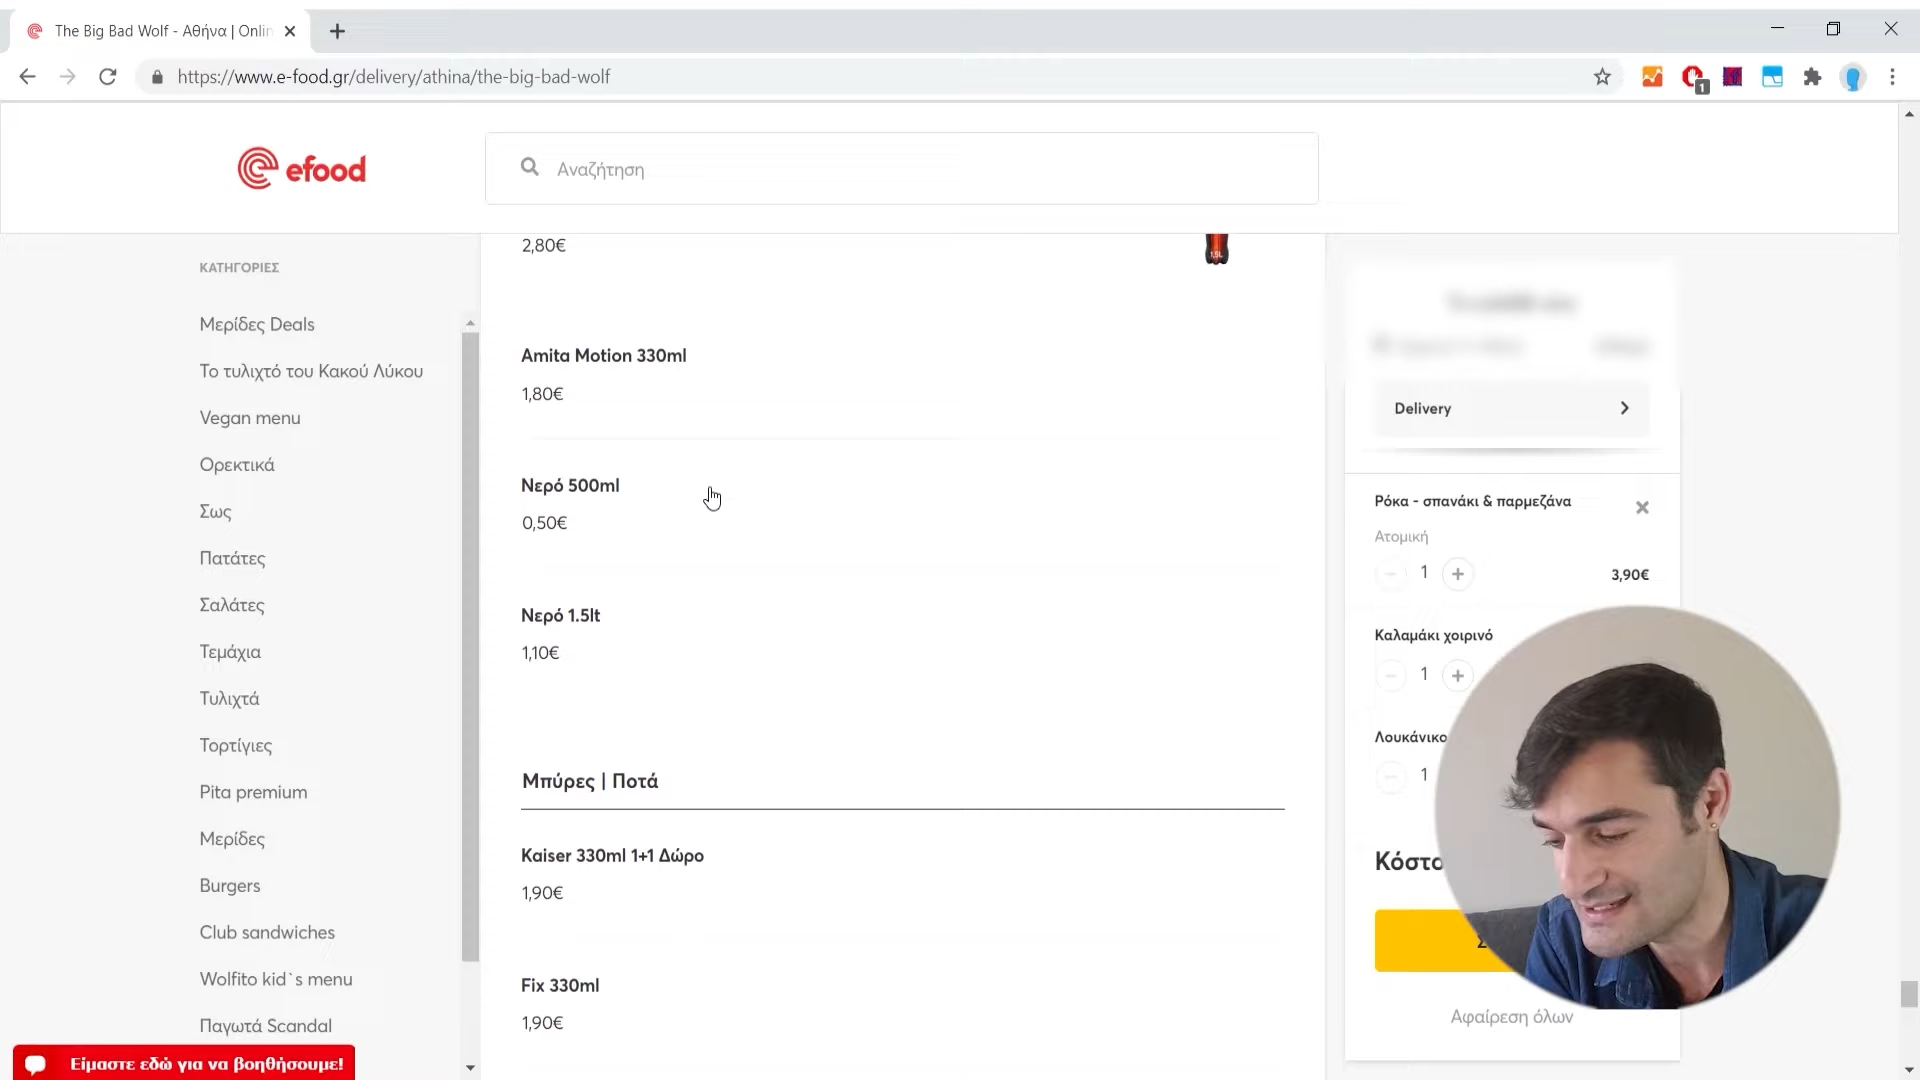 The Big Bad Wolf - Αθήνα | Onlin
https://www.e-food.gr/delivery/athina/the-big-bad-wolf
1
efood
Αναζήτηση
ΚΑΤΗΓΟΡΙΕΣ
Μερίδες Deals
Το τυλιχτό του Κακού Λύκου
Vegan menu
Ορεκτικά
Σως
Πατάτες
Σαλάτες
Τεμάχια
Τυλιχτά
Τορτίγιες
Pita premium
Μερίδες
Burgers
Club sandwiches
Wolfito kid`s menu
Παγωτά Scandal
Είμαστε εδώ για να βοηθήσουμε!
2,80€
1.5L
Amita Motion 330ml
1,80€
Νερό 500ml
0,50€
Νερό 1.5lt
1,10€
Μπύρες | Ποτά
Kaiser 330ml 1+1 Δώρο
1,90€
Fix 330ml
1,90€
Delivery
Ρόκα - σπανάκι & παρμεζάνα
Ατομική
1
3,90€
Καλαμάκι χοιρινό
1
Λουκάνικο
1
Κόστο
Αφαίρεση όλων